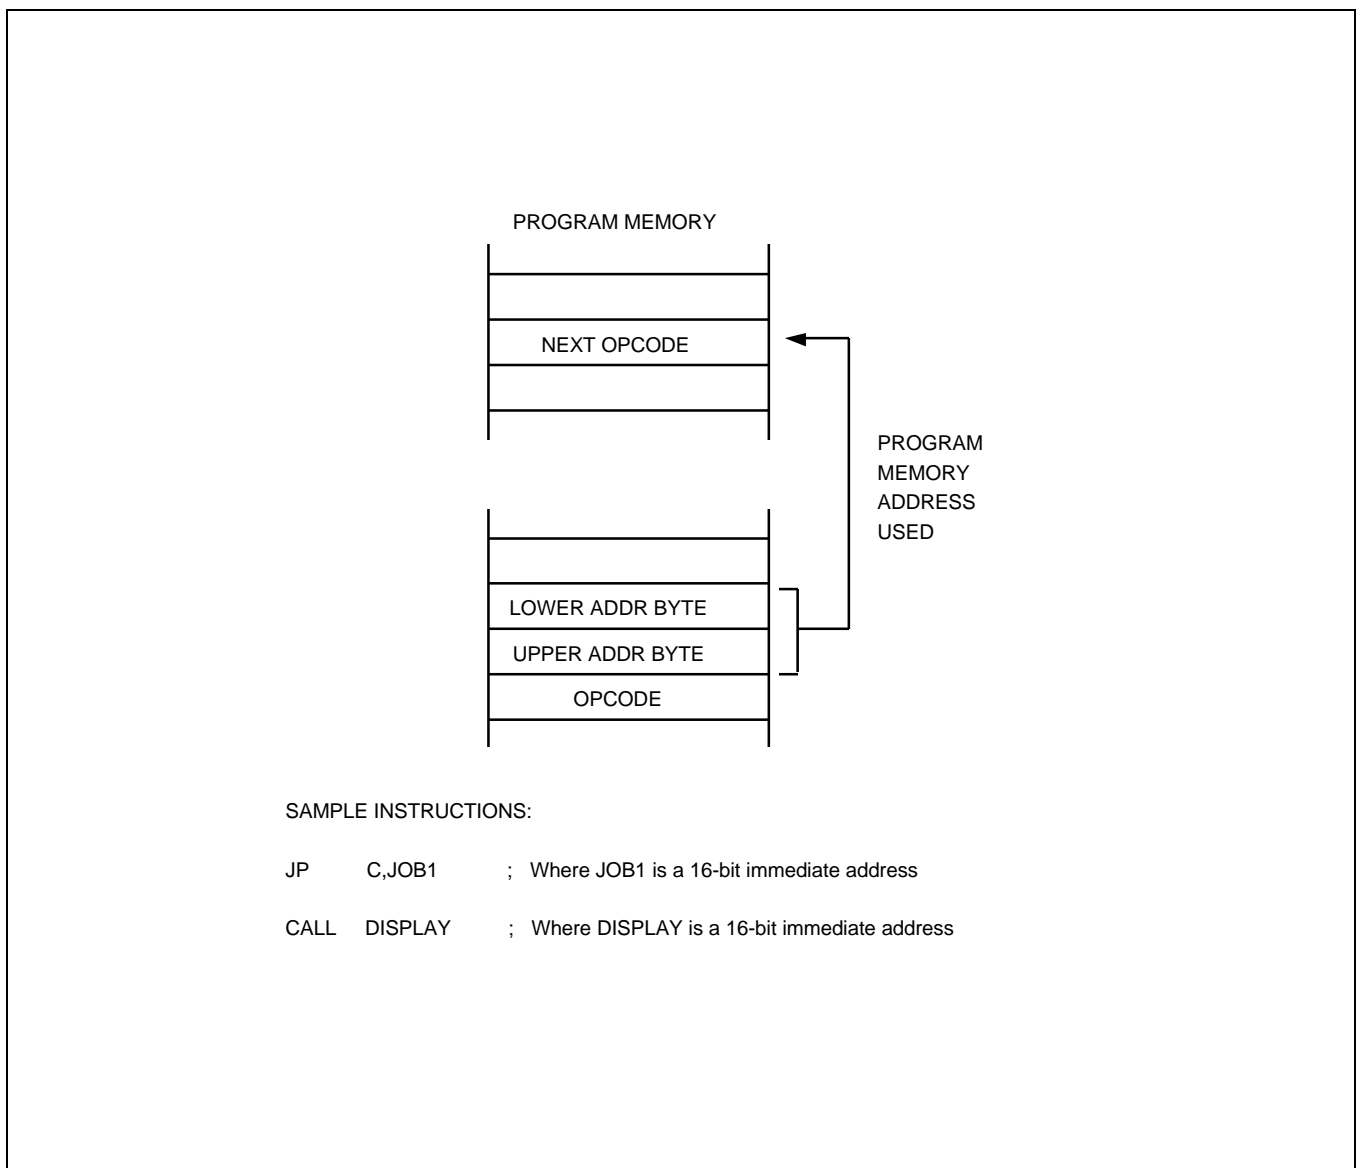 PROGRAM MEMORY
NEXT OPCODE
PROGRAM
MEMORY
ADDRESS
USED
LOWER ADDR BYTE
UPPER ADDR BYTE
OPCODE
SAMPLE INSTRUCTIONS:
JP C,JOB1 ; Where JOB1 is a 16-bit immediate address
CALL DISPLAY ; Where DISPLAY is a 16-bit immediate address